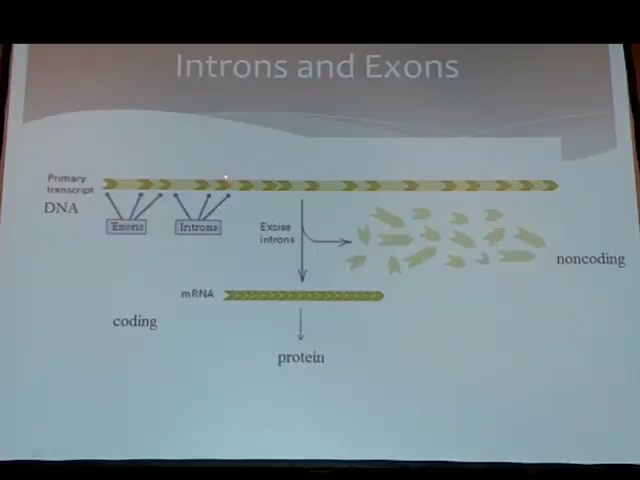 Introns and Exons
Primary
transcript
DNA
Exons
Introns
Excise
introns
noncoding
mRNA
coding
protein